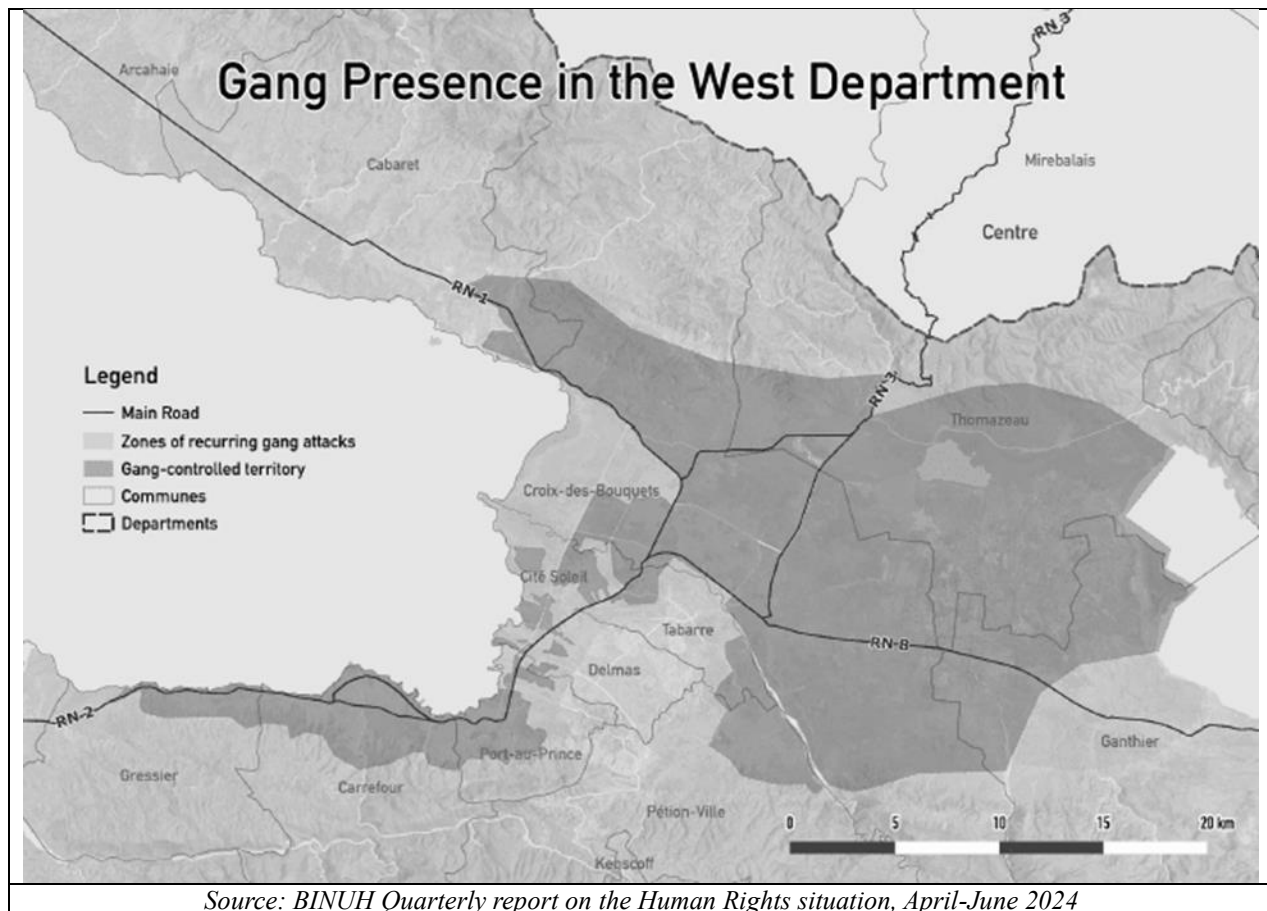 Gang Presence in the West Department
RN 3
Arcahaie
Cabaret
Mirebalais
Centre
RN-1
Legend
Main Road
Zones of recurring gang attacks
Gang-controlled territory
Communes
Departments
RN-3
Thomazeau
Croix-des-Bouquets
Cité Soleil
Tabarre
RN-8
Delmas
RN-2
Port-au-Prince
Ganthier
Gressier
Carrefour
Pétion-Ville
0 5 10 15 20 km
Kenscoff
Source: BINUH Quarterly report on the Human Rights situation, April-June 2024